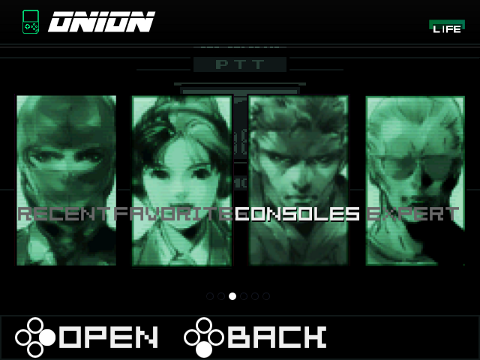 ONION
LIFE
PTT
RECENT FAVORITE CONSOLES EXPERT
OPEN BACK